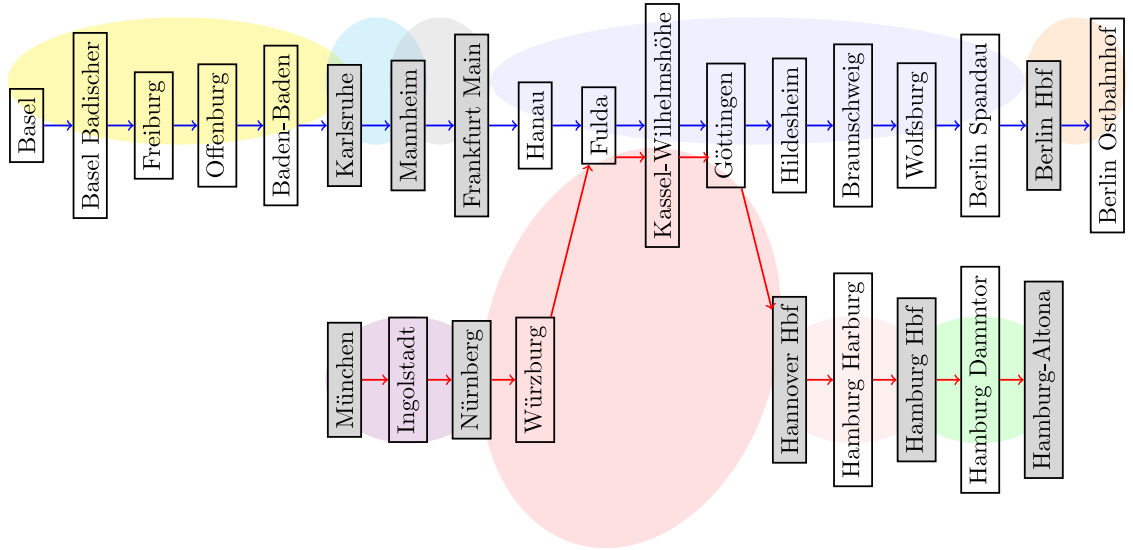 Basel
Basel Badischer
Freiburg
Offenburg
Baden-Baden
Karlsruhe
Mannheim
Frankfurt Main
Hanau
Fulda
Kassel-Wilhelmshöhe
Göttingen
Hildesheim
Braunschweig
Wolfsburg
Berlin Spandau
Berlin Hbf
Berlin Ostbahnhof
München
Ingolstadt
Nürnberg
Würzburg
Hannover Hbf
Hamburg Harburg
Hamburg Hbf
Hamburg Dammtor
Hamburg-Altona